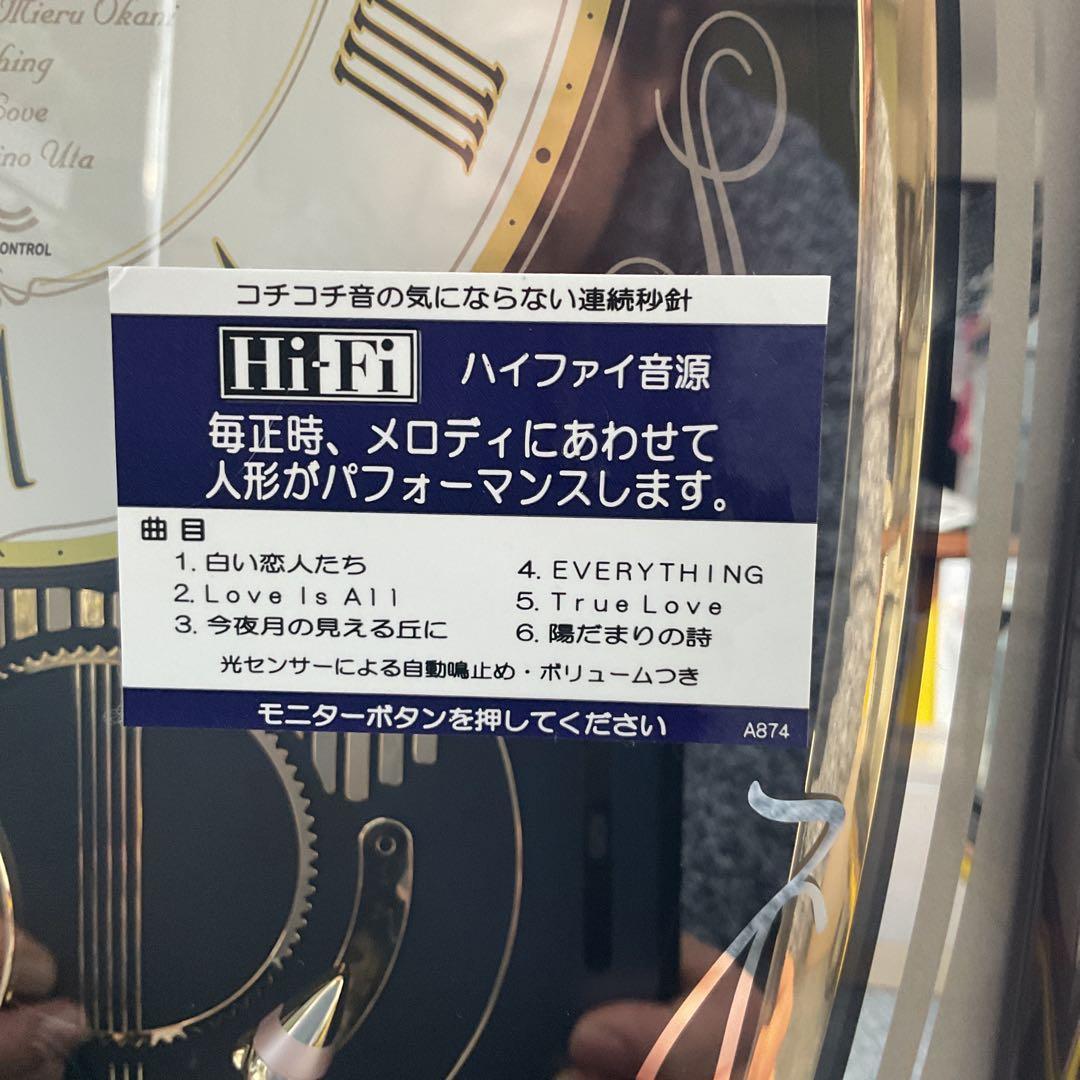 Mieru Okani
hing
Love
ino Uta
ONTROL
IIII
コチコチ音の気にならない連続秒針
Hi-Fi ハイファイ音源
毎正時、メロディにあわせて
人形がパフォーマンスします。
曲目
1. 白い恋人たち
2. Love Is All
3. 今夜月の見える丘に
4. EVERYTHING
5. True Love
6. 陽だまりの詩
光センサーによる自動鳴止め・ボリュームつき
モニターボタンを押してください A874